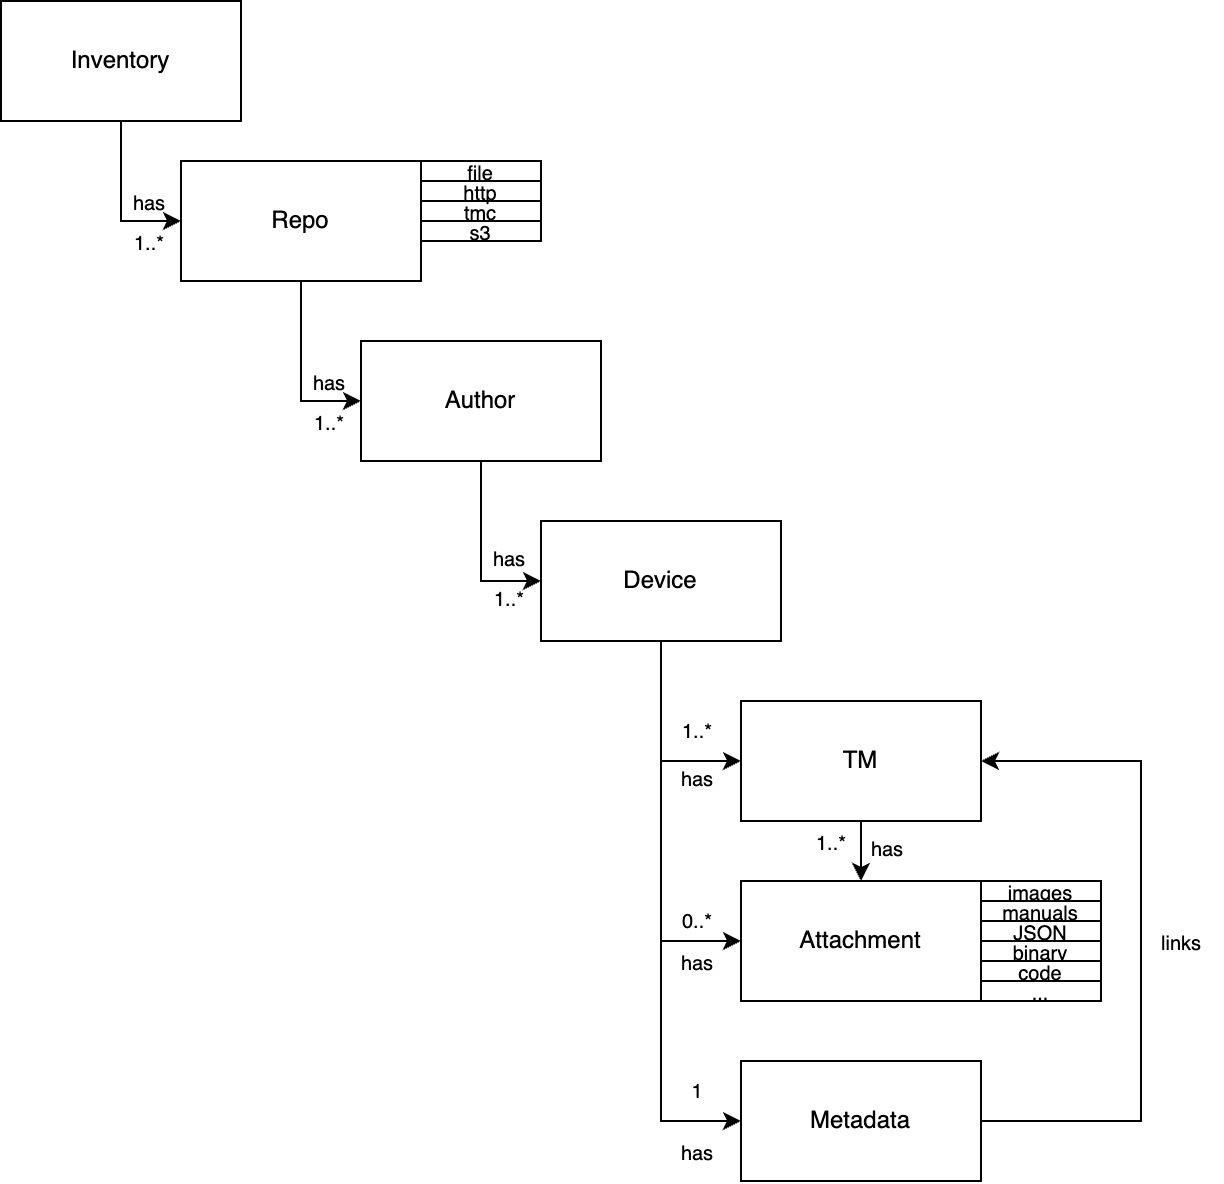 Inventory
has
1..*
Repo
file
http
tmc
s3
has
1..*
Author
has
1..*
Device
1..*
has
TM
1..*
has
0..*
has
Attachment
images
manuals
JSON
binary
code
...
links
1
has
Metadata